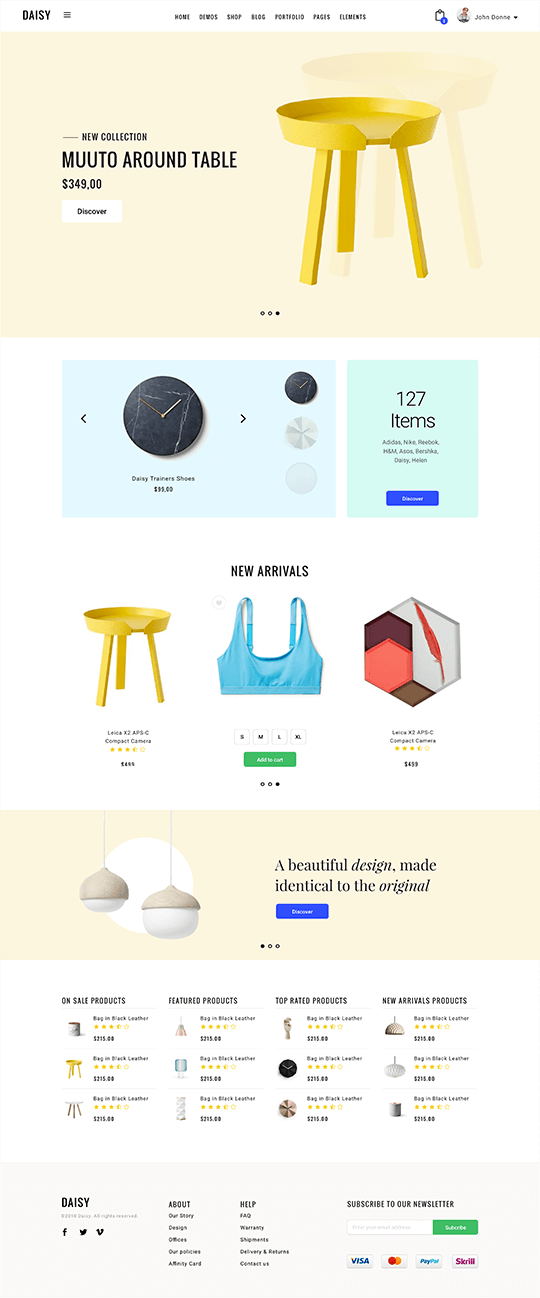 DAISY
HOME DEMOS SHOP BLOG PORTFOLIO PAGES ELEMENTS
John Donne
NEW COLLECTION
MUUTO AROUND TABLE
$349,00
Discover
Daisy Trainers Shoes
$99,00
127
Items
Adidas, Nike, Reebok,
H&M, Asos, Bershka,
Daisy, Helen
Discover
NEW ARRIVALS
Leica X2 APS-C
Compact Camera
$499
S M L XL
Add to cart
Leica X2 APS-C
Compact Camera
$499
A beautiful design, made
identical to the original
Discover
ON SALE PRODUCTS
Bag in Black Leather
$215.00
Bag in Black Leather
$215.00
Bag in Black Leather
$215.00
FEATURED PRODUCTS
Bag in Black Leather
$215.00
Bag in Black Leather
$215.00
Bag in Black Leather
$215.00
TOP RATED PRODUCTS
Bag in Black Leather
$215.00
Bag in Black Leather
$215.00
Bag in Black Leather
$215.00
NEW ARRIVALS PRODUCTS
Bag in Black Leather
$215.00
Bag in Black Leather
$215.00
Bag in Black Leather
$215.00
DAISY
Daisy. All rights reserved.
ABOUT
Our Story
Design
Offices
Our policies
Affinity Card
HELP
FAQ
Warranty
Shipments
Delivery & Returns
Contact us
SUBSCRIBE TO OUR NEWSLETTER
Enter your email address
Subcribe
VISA
MasterCard
PayPal
Skrill